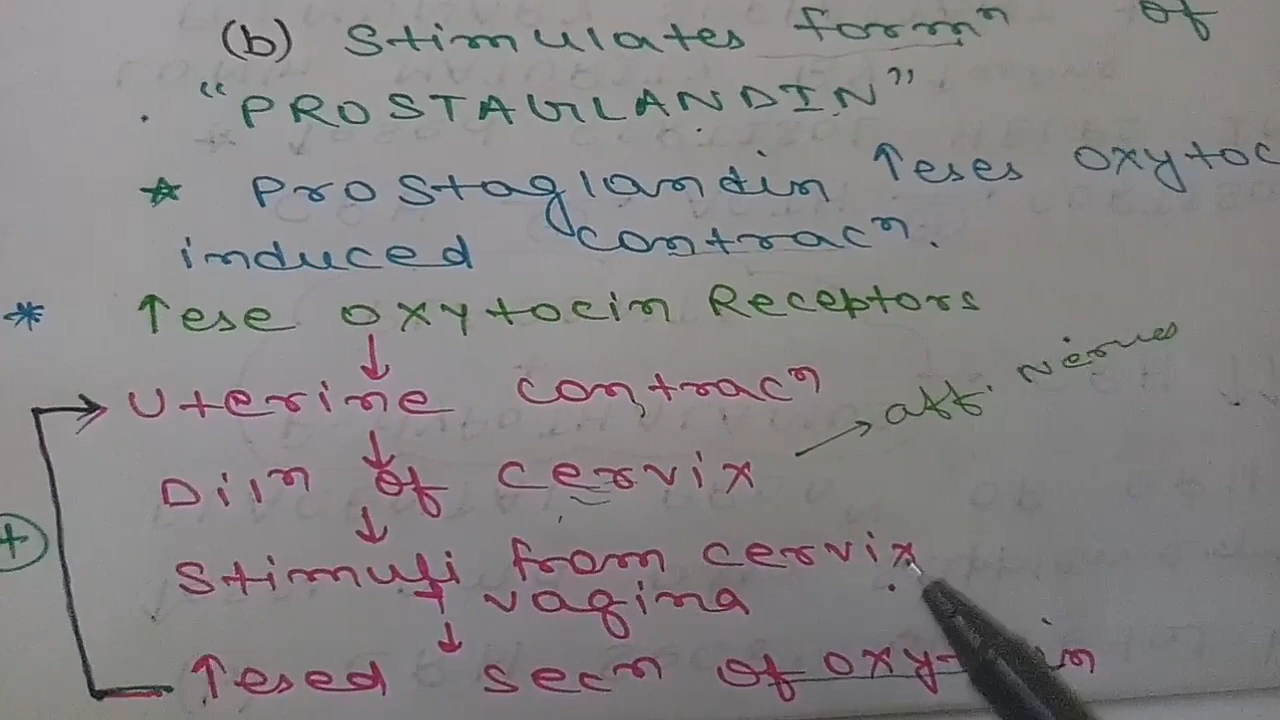 (b) Stimulates formⁿ of
"PROSTAGLANDIN"
* Prostaglandin ↑eses oxytoc
induced contracⁿ.
* ↑ese oxytocin Receptors
↓
Uterine contracⁿ
↓
Dilⁿ of cervix → aff. nerves
↓
+ Stimuli from cervix
+ vagina
↓
↑esed secn of oxytocin